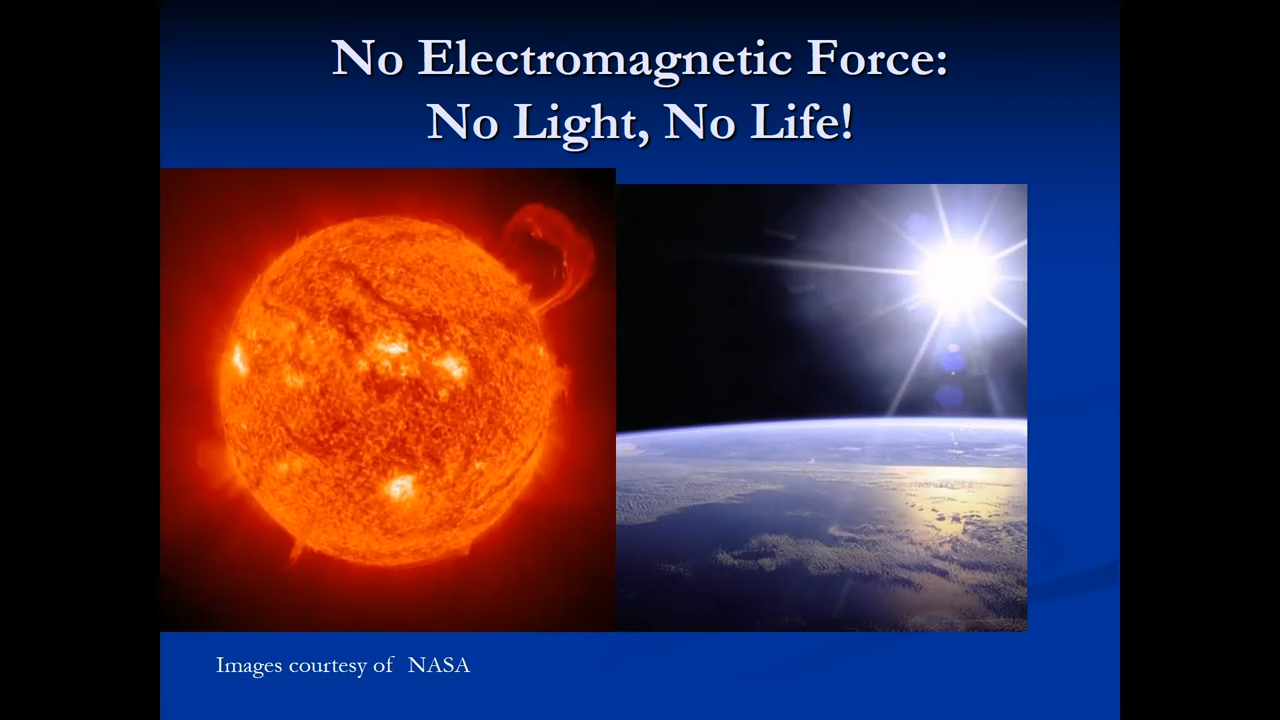 No Electromagnetic Force:
No Light, No Life!
Images courtesy of NASA